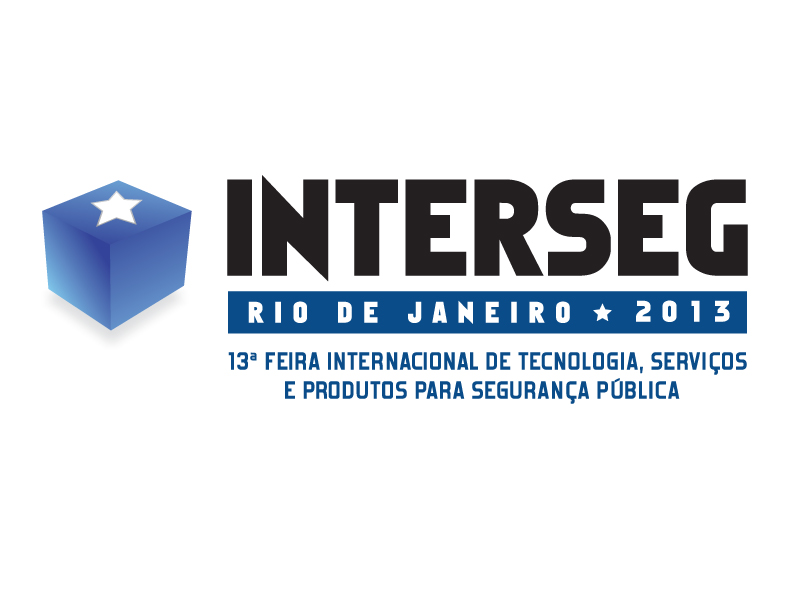 INTERSEG
RIO DE JANEIRO ★ 2013
13ª FEIRA INTERNACIONAL DE TECNOLOGIA, SERVIÇOS
E PRODUTOS PARA SEGURANÇA PÚBLICA